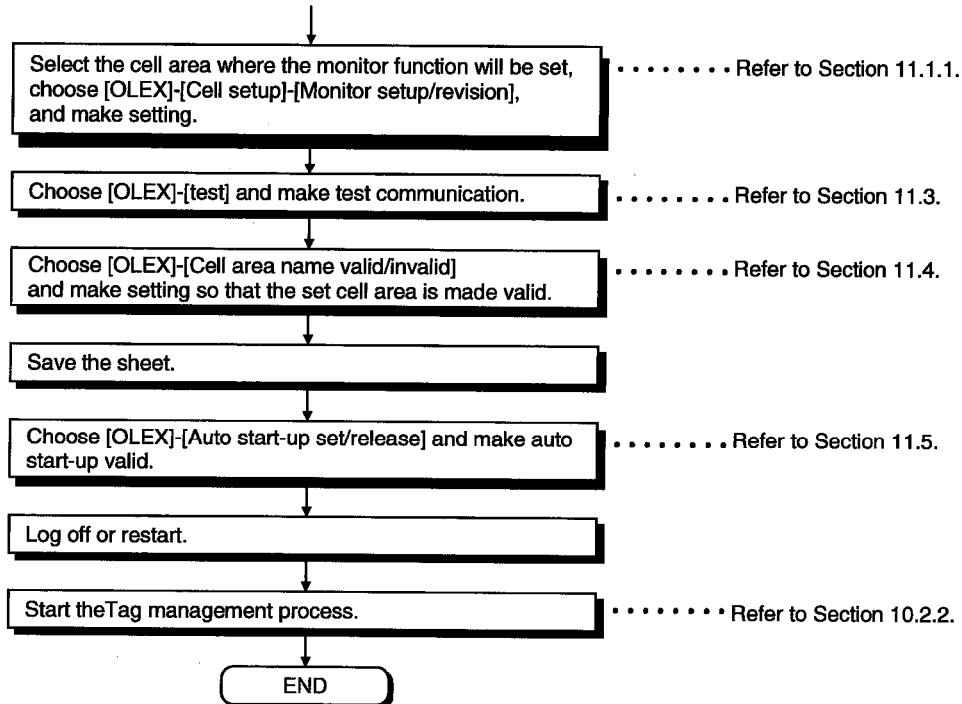 Select the cell area where the monitor function will be set,
choose [OLEX]-[Cell setup]-[Monitor setup/revision],
and make setting.
Refer to Section 11.1.1.
Choose [OLEX]-[test] and make test communication.
Refer to Section 11.3.
Choose [OLEX]-[Cell area name valid/invalid]
and make setting so that the set cell area is made valid.
Refer to Section 11.4.
Save the sheet.
Choose [OLEX]-[Auto start-up set/release] and make auto
start-up valid.
Refer to Section 11.5.
Log off or restart.
Start theTag management process.
Refer to Section 10.2.2.
END